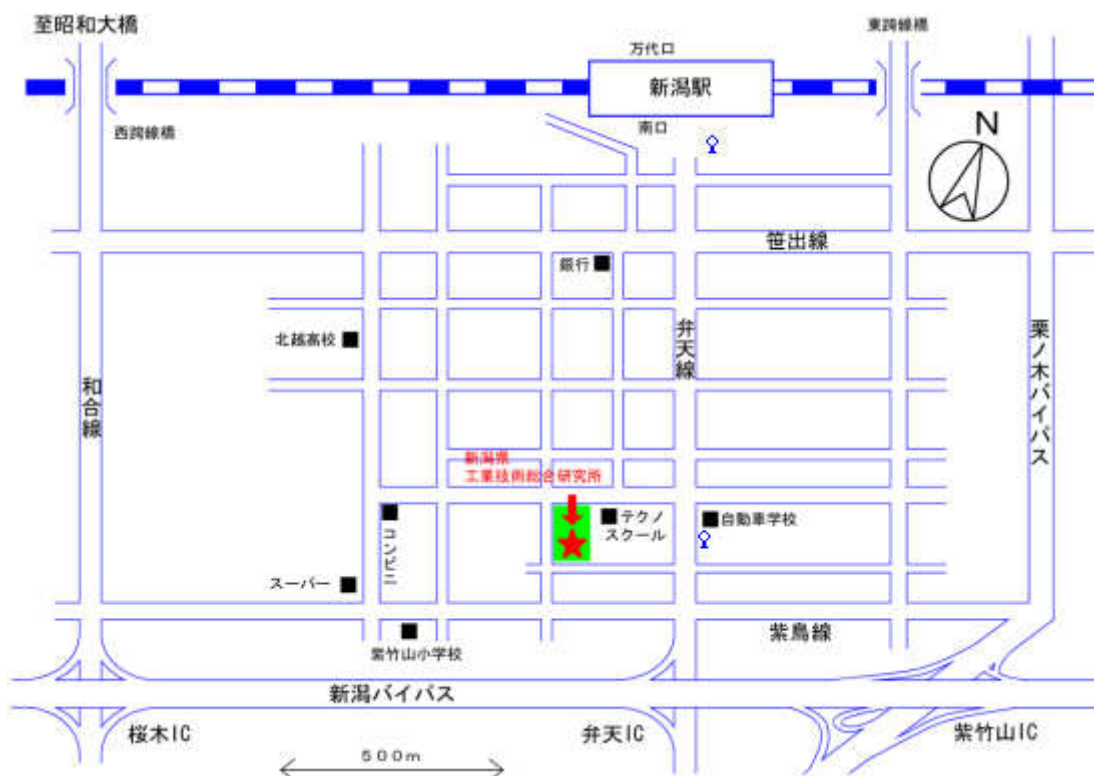 至昭和大橋
東跨線橋
万代口
新潟駅
西跨線橋
南口
N
笹出線
銀行
北越高校
弁天線
栗ノ木バイパス
和合線
新潟県
工業技術総合研究所
テクノ
スクール
自動車学校
コンビニ
スーパー
紫鳥線
紫竹山小学校
新潟バイパス
桜木IC
弁天IC
紫竹山IC
500m